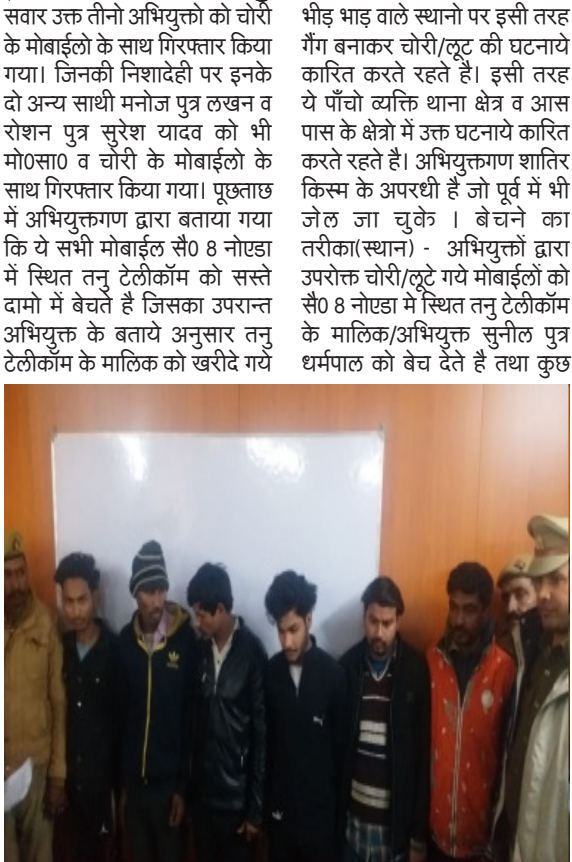 सवार उक्त तीनो अभियुक्तो को चोरी
के मोबाईलो के साथ गिरफ्तार किया
गया। जिनकी निशादेही पर इनके
दो अन्य साथी मनोज पुत्र लखन व
रोशन पुत्र सुरेश यादव को भी
मो0सा0 व चोरी के मोबाईलो के
साथ गिरफ्तार किया गया। पूछताछ
में अभियुक्तगण द्वारा बताया गया
कि ये सभी मोबाईल सै0 8 नोएडा
में स्थित तनु टेलीकॉम को सस्ते
दामो में बेचते है जिसका उपरान्त
अभियुक्त के बताये अनुसार तनु
टेलीकॉम के मालिक को खरीदे गये
भीड़ भाड़ वाले स्थानो पर इसी तरह
गैंग बनाकर चोरी/लूट की घटनाये
कारित करते रहते है। इसी तरह
ये पाँचो व्यक्ति थाना क्षेत्र व आस
पास के क्षेत्रो में उक्त घटनाये कारित
करते रहते है। अभियुक्तगण शातिर
किस्म के अपरधी है जो पूर्व में भी
जेल जा चुके । बेचने का
तरीका(स्थान) - अभियुक्तों द्वारा
उपरोक्त चोरी/लूटे गये मोबाइलों को
सै0 8 नोएडा मे स्थित तनु टेलीकॉम
के मालिक/अभियुक्त सुनील पुत्र
धर्मपाल को बेच देते है तथा कुछ